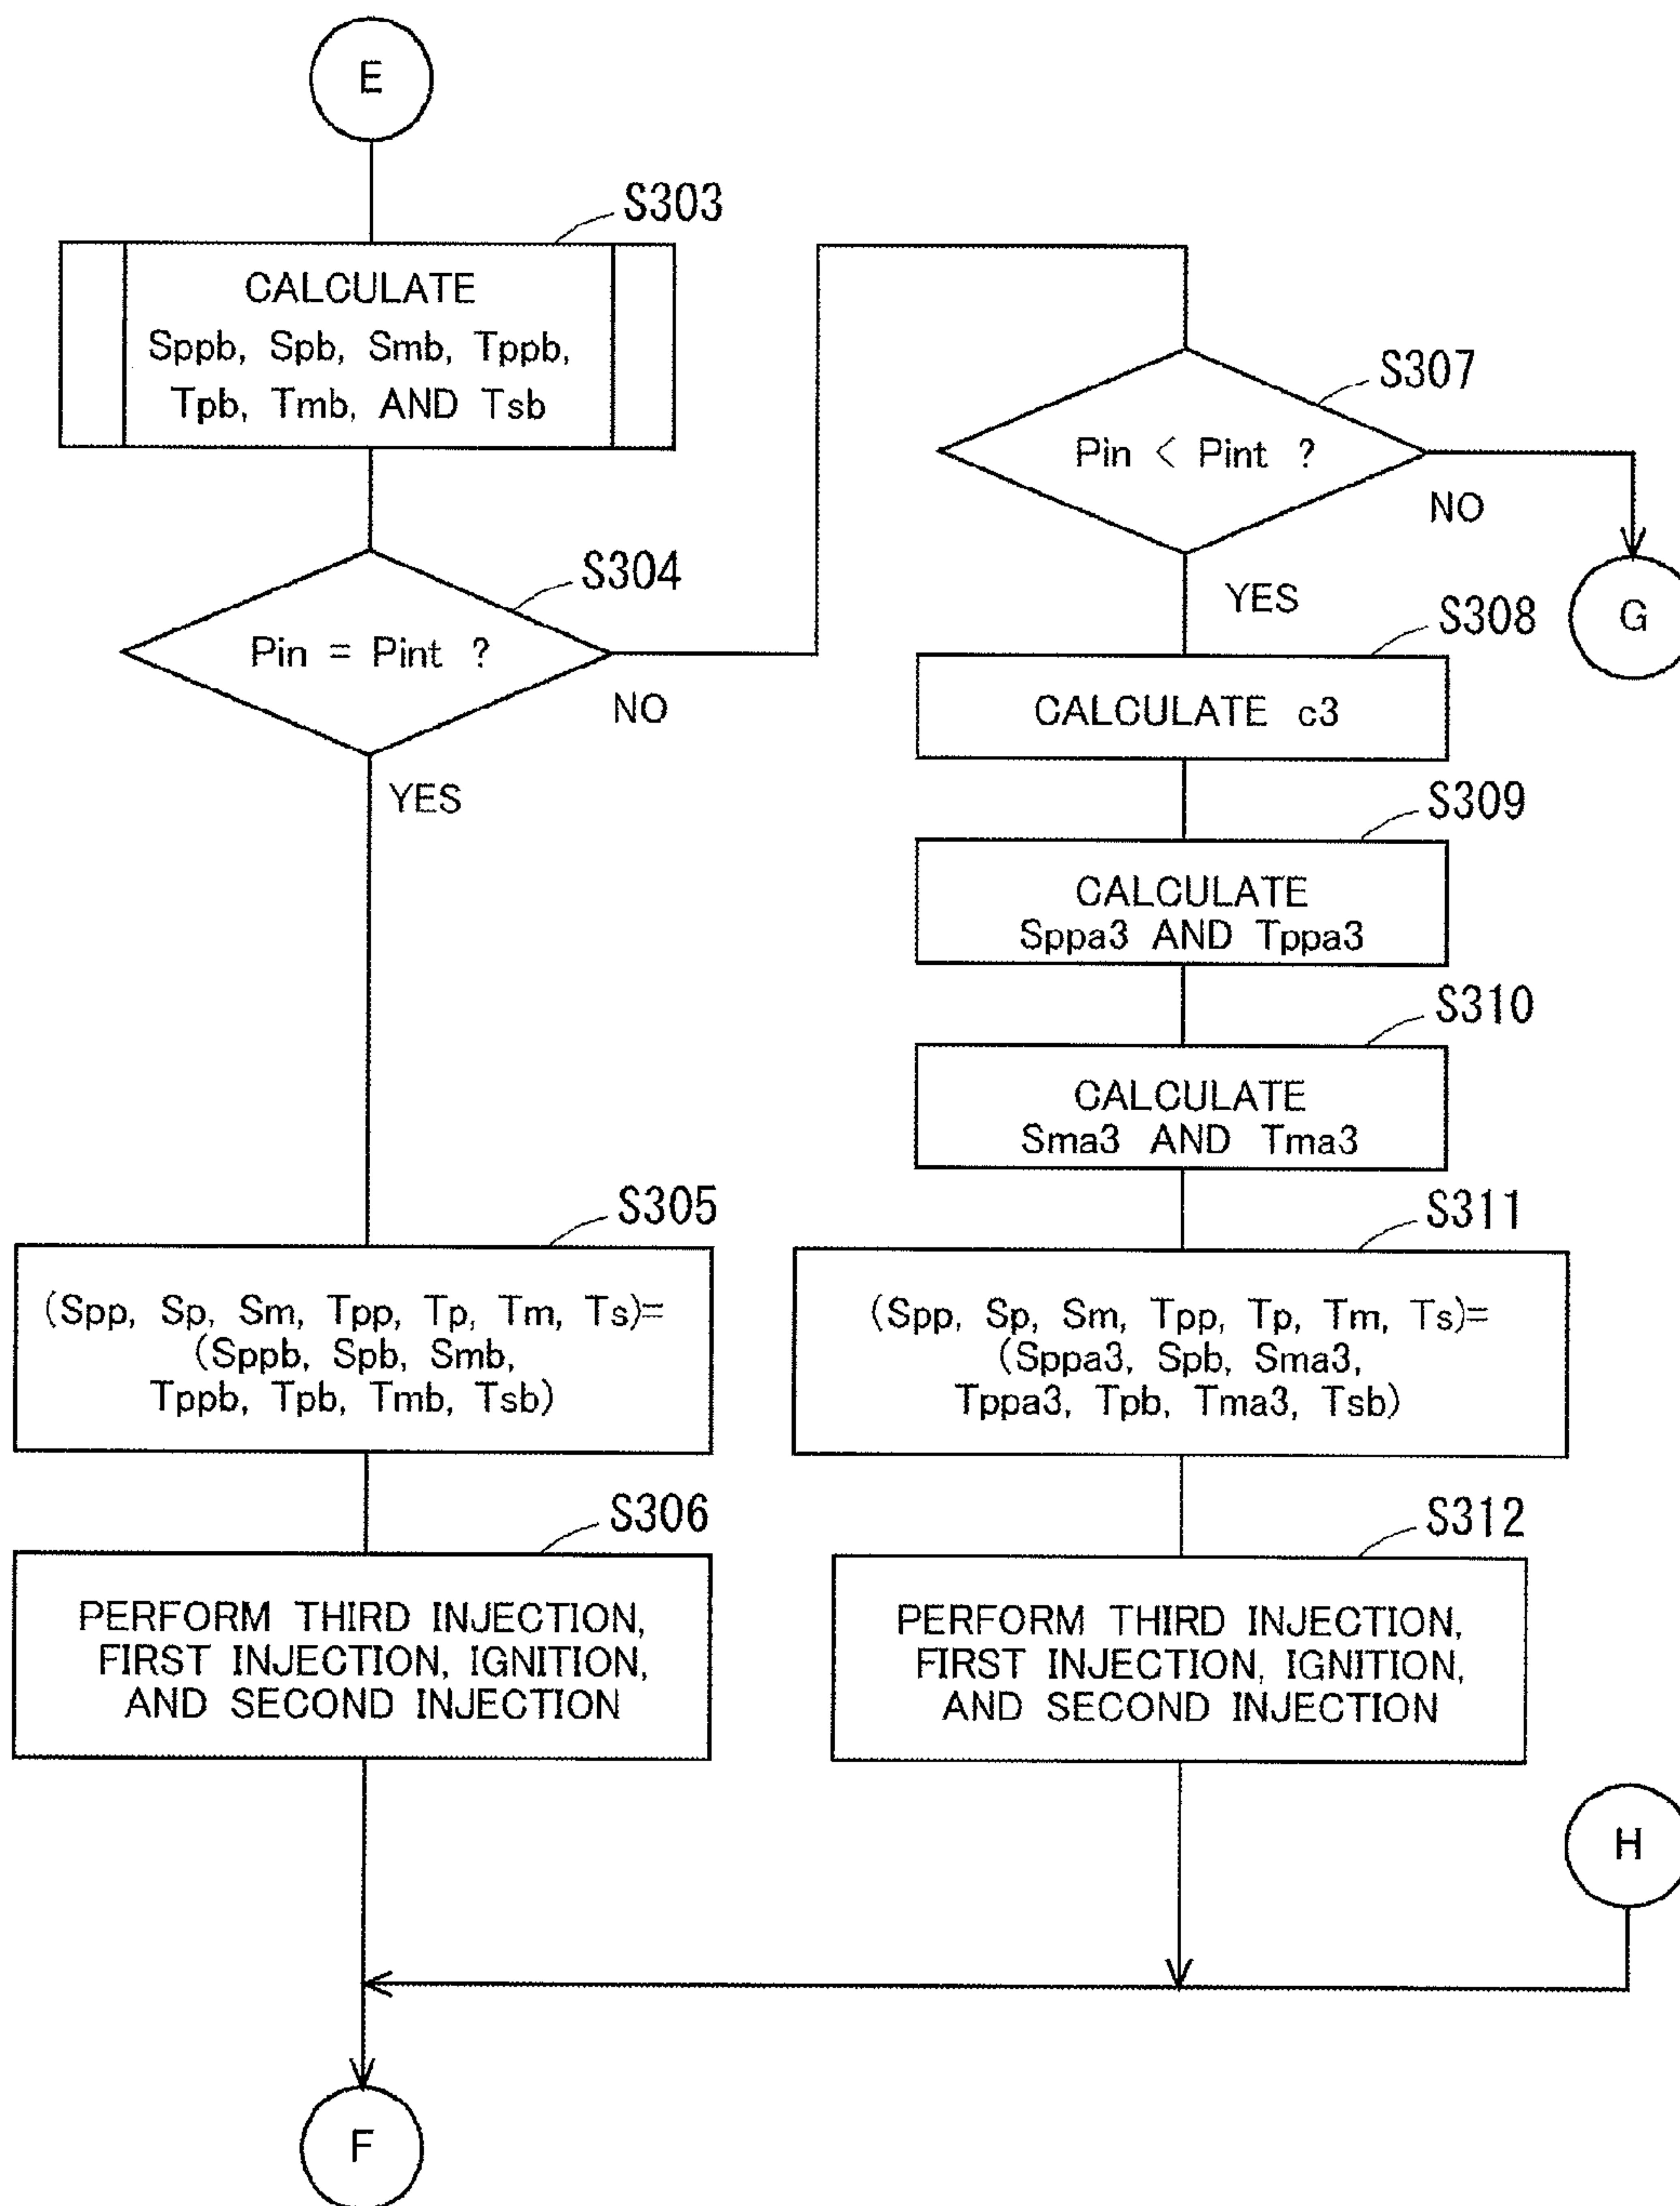 E
S303
CALCULATE
Sppb, Spb, Smb, Tppb,
Tpb, Tmb, AND Tsb
S304
Pin = Pint ?
NO
YES
S305
(Spp, Sp, Sm, Tpp, Tp, Tm, Ts)=
(Sppb, Spb, Smb,
Tppb, Tpb, Tmb, Tsb)
S306
PERFORM THIRD INJECTION,
FIRST INJECTION, IGNITION,
AND SECOND INJECTION
S307
Pin < Pint ?
NO
G
YES
S308
CALCULATE c3
S309
CALCULATE
Sppa3 AND Tppa3
S310
CALCULATE
Sma3 AND Tma3
S311
(Spp, Sp, Sm, Tpp, Tp, Tm, Ts)=
(Sppa3, Spb, Sma3,
Tppa3, Tpb, Tma3, Tsb)
S312
PERFORM THIRD INJECTION,
FIRST INJECTION, IGNITION,
AND SECOND INJECTION
H
F